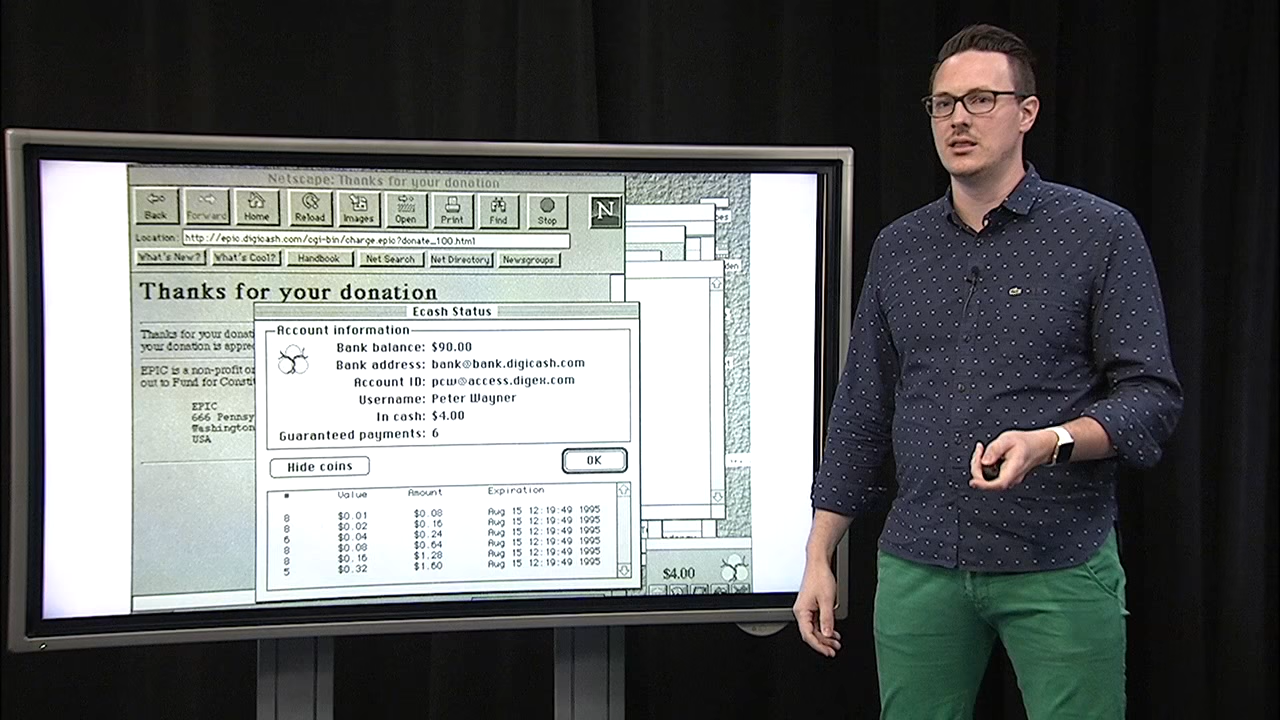 Netscape: Thanks for your donation
Back Forward Home Reload Images Open Print Find Stop N
Location: http://epic.digicash.com/cgi-bin/charge.epic?donate_100.html
What's New? What's Cool? Handbook Net Search Net Directory Newsgroups
Thanks for your donation
Thanks for your
your donation is
EPIC is a non-profit
out to Fund for
EPIC
666
Washington
USA
Ecash Status
Account information
Bank balance: $90.00
Bank address: bank@bank.digicash.com
Account ID: pcw@access.digex.com
Username: Peter Wayner
In cash: $4.00
Guaranteed payments: 6
Hide coins OK
# Value Amount Expiration
8 $0.01 $0.08 Aug 15 12:19:49 1995
8 $0.02 $0.16 Aug 15 12:19:49 1995
6 $0.04 $0.24 Aug 15 12:19:49 1995
8 $0.08 $0.64 Aug 15 12:19:49 1995
8 $0.16 $1.28 Aug 15 12:19:49 1995
5 $0.32 $1.60 Aug 15 12:19:49 1995
$4.00